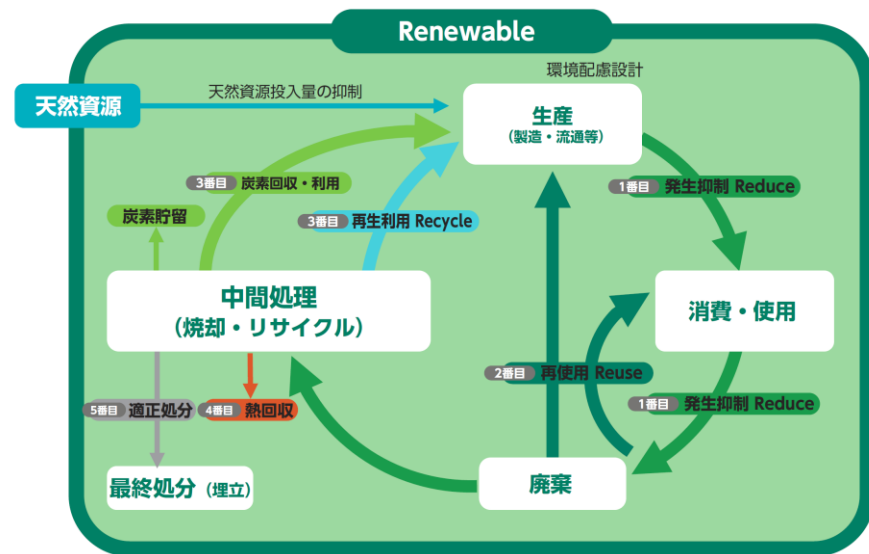 Renewable
環境配慮設計
天然資源
天然資源投入量の抑制
生産
(製造・流通等)
3番目 炭素回収・利用
1番目 発生抑制 Reduce
炭素貯留
3番目 再生利用 Recycle
中間処理
(焼却・リサイクル)
消費・使用
2番目 再使用 Reuse
5番目 適正処分
4番目 熱回収
1番目 発生抑制 Reduce
最終処分 (埋立)
廃棄